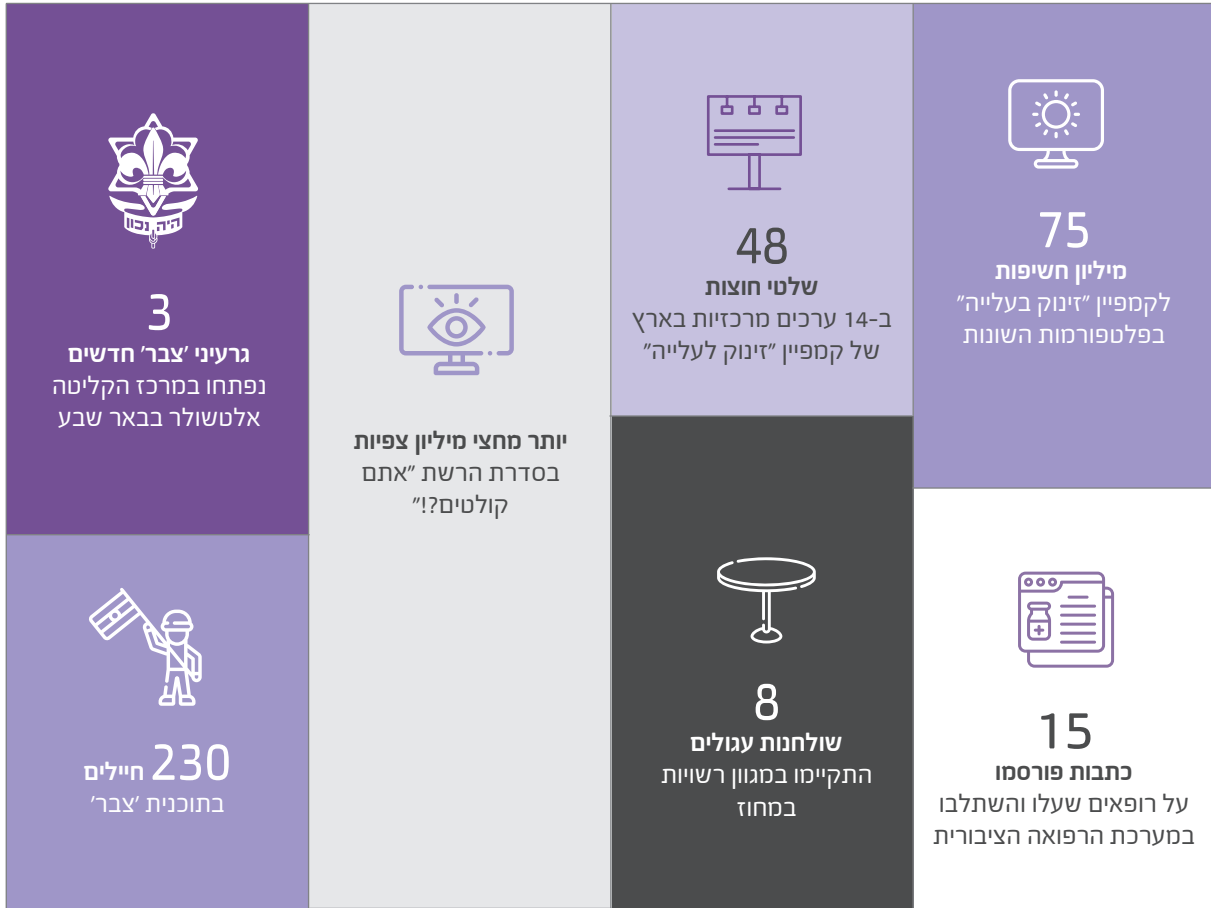 75
מיליון חשיפות
לקמפיין "זינוק בעלייה"
בפלטפורמות השונות
15
כתבות פורסמו
על רופאים שעלו והשתלבו
במערכת הרפואה הציבורית
48
שלטי חוצות
ב-14 ערכים מרכזיות בארץ
של קמפיין "זינוק לעלייה"
8
שולחנות עגולים
התקיימו במגוון רשויות
במחוז
יותר מחצי מיליון צפיות
בסדרת הרשת "אתם
קולטים?!"
היה נכון
3
גרעיני 'צבר' חדשים
נפתחו במרכז הקליטה
אלטשולר בבאר שבע
230 חיילים
בתוכנית 'צבר'